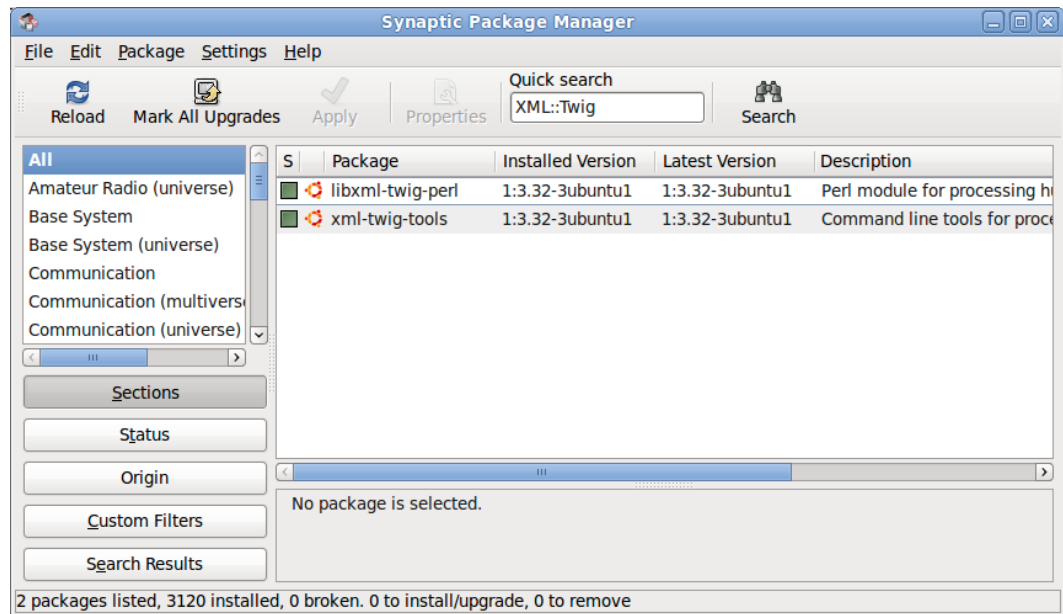 Synaptic Package Manager
File Edit Package Settings Help
Reload Mark All Upgrades Apply Properties Quick search XML::Twig Search
All
Amateur Radio (universe)
Base System
Base System (universe)
Communication
Communication (multivers
Communication (universe)
S Package Installed Version Latest Version Description
libxml-twig-perl 1:3.32-3ubuntu1 1:3.32-3ubuntu1 Perl module for processing hu
xml-twig-tools 1:3.32-3ubuntu1 1:3.32-3ubuntu1 Command line tools for proce
Sections
Status
Origin
Custom Filters
Search Results
No package is selected.
2 packages listed, 3120 installed, 0 broken. 0 to install/upgrade, 0 to remove